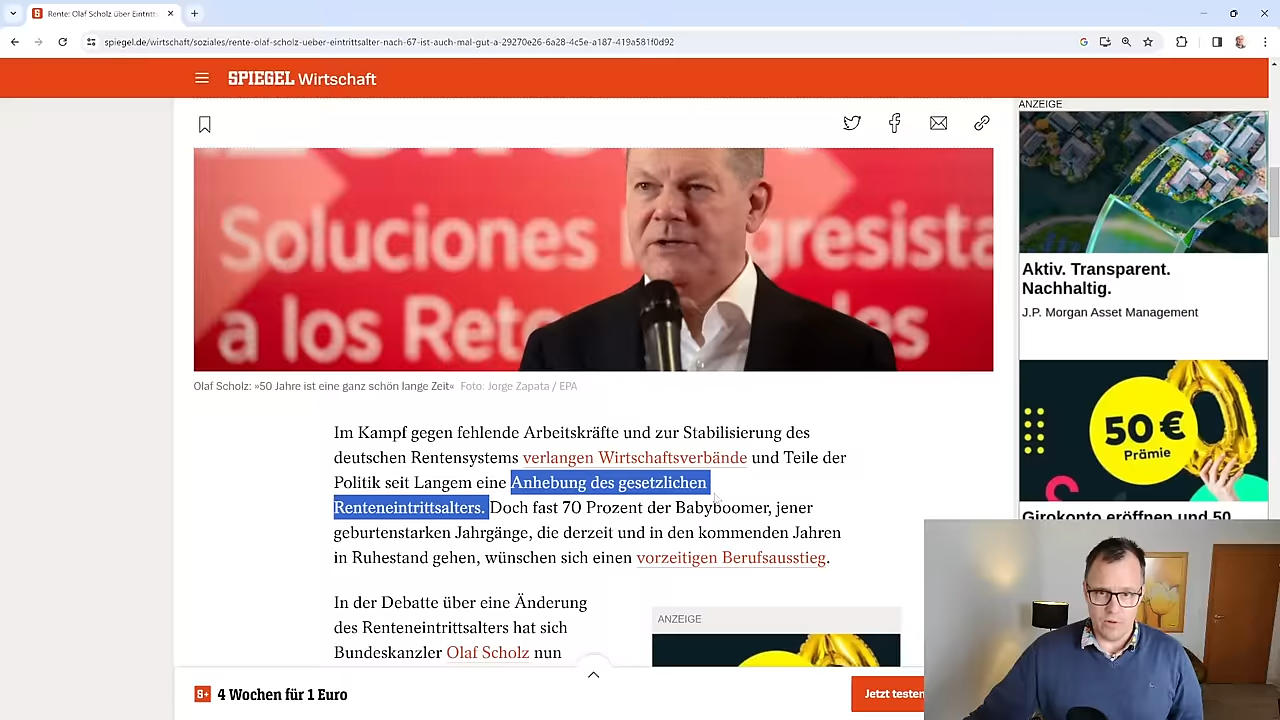 Rente: Olaf Scholz über Eintritts
spiegel.de/wirtschaft/soziales/rente-olaf-scholz-ueber-eintrittsalter-nach-67-ist-auch-mal-gut-a-29270e26-6a28-4c5e-a187-419a581f0d92
SPIEGEL Wirtschaft
ANZEIGE
Soluciones
a los
Aktiv. Transparent.
Nachhaltig.
J.P. Morgan Asset Management
Olaf Scholz: »50 Jahre ist eine ganz schön lange Zeit« Foto: Jorge Zapata / EPA
50 €
Prämie
Im Kampf gegen fehlende Arbeitskräfte und zur Stabilisierung des
deutschen Rentensystems verlangen Wirtschaftsverbände und Teile der
Politik seit Langem eine Anhebung des gesetzlichen
Renteneintrittsalters. Doch fast 70 Prozent der Babyboomer, jener
geburtenstarken Jahrgänge, die derzeit und in den kommenden Jahren
in Ruhestand gehen, wünschen sich einen vorzeitigen Berufsausstieg.
Girokonto eröffnen und 50
In der Debatte über eine Änderung
des Renteneintrittsalters hat sich
Bundeskanzler Olaf Scholz nun
ANZEIGE
S+ 4 Wochen für 1 Euro
Jetzt testen